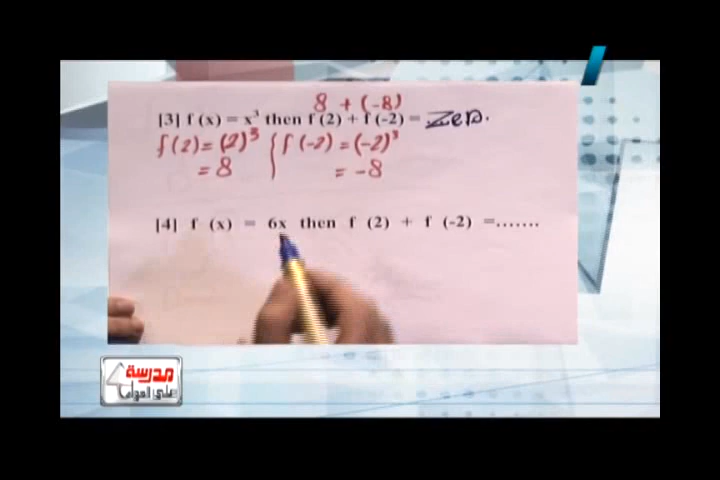 8 + (-8)
[3] f (x) = x³ then f (2) + f (-2) = Zero.
f(2) = (2)³ f(-2) = (-2)³
= 8 = -8
[4] f (x) = 6x then f (2) + f (-2) =.......
مدرسة
على الهواء